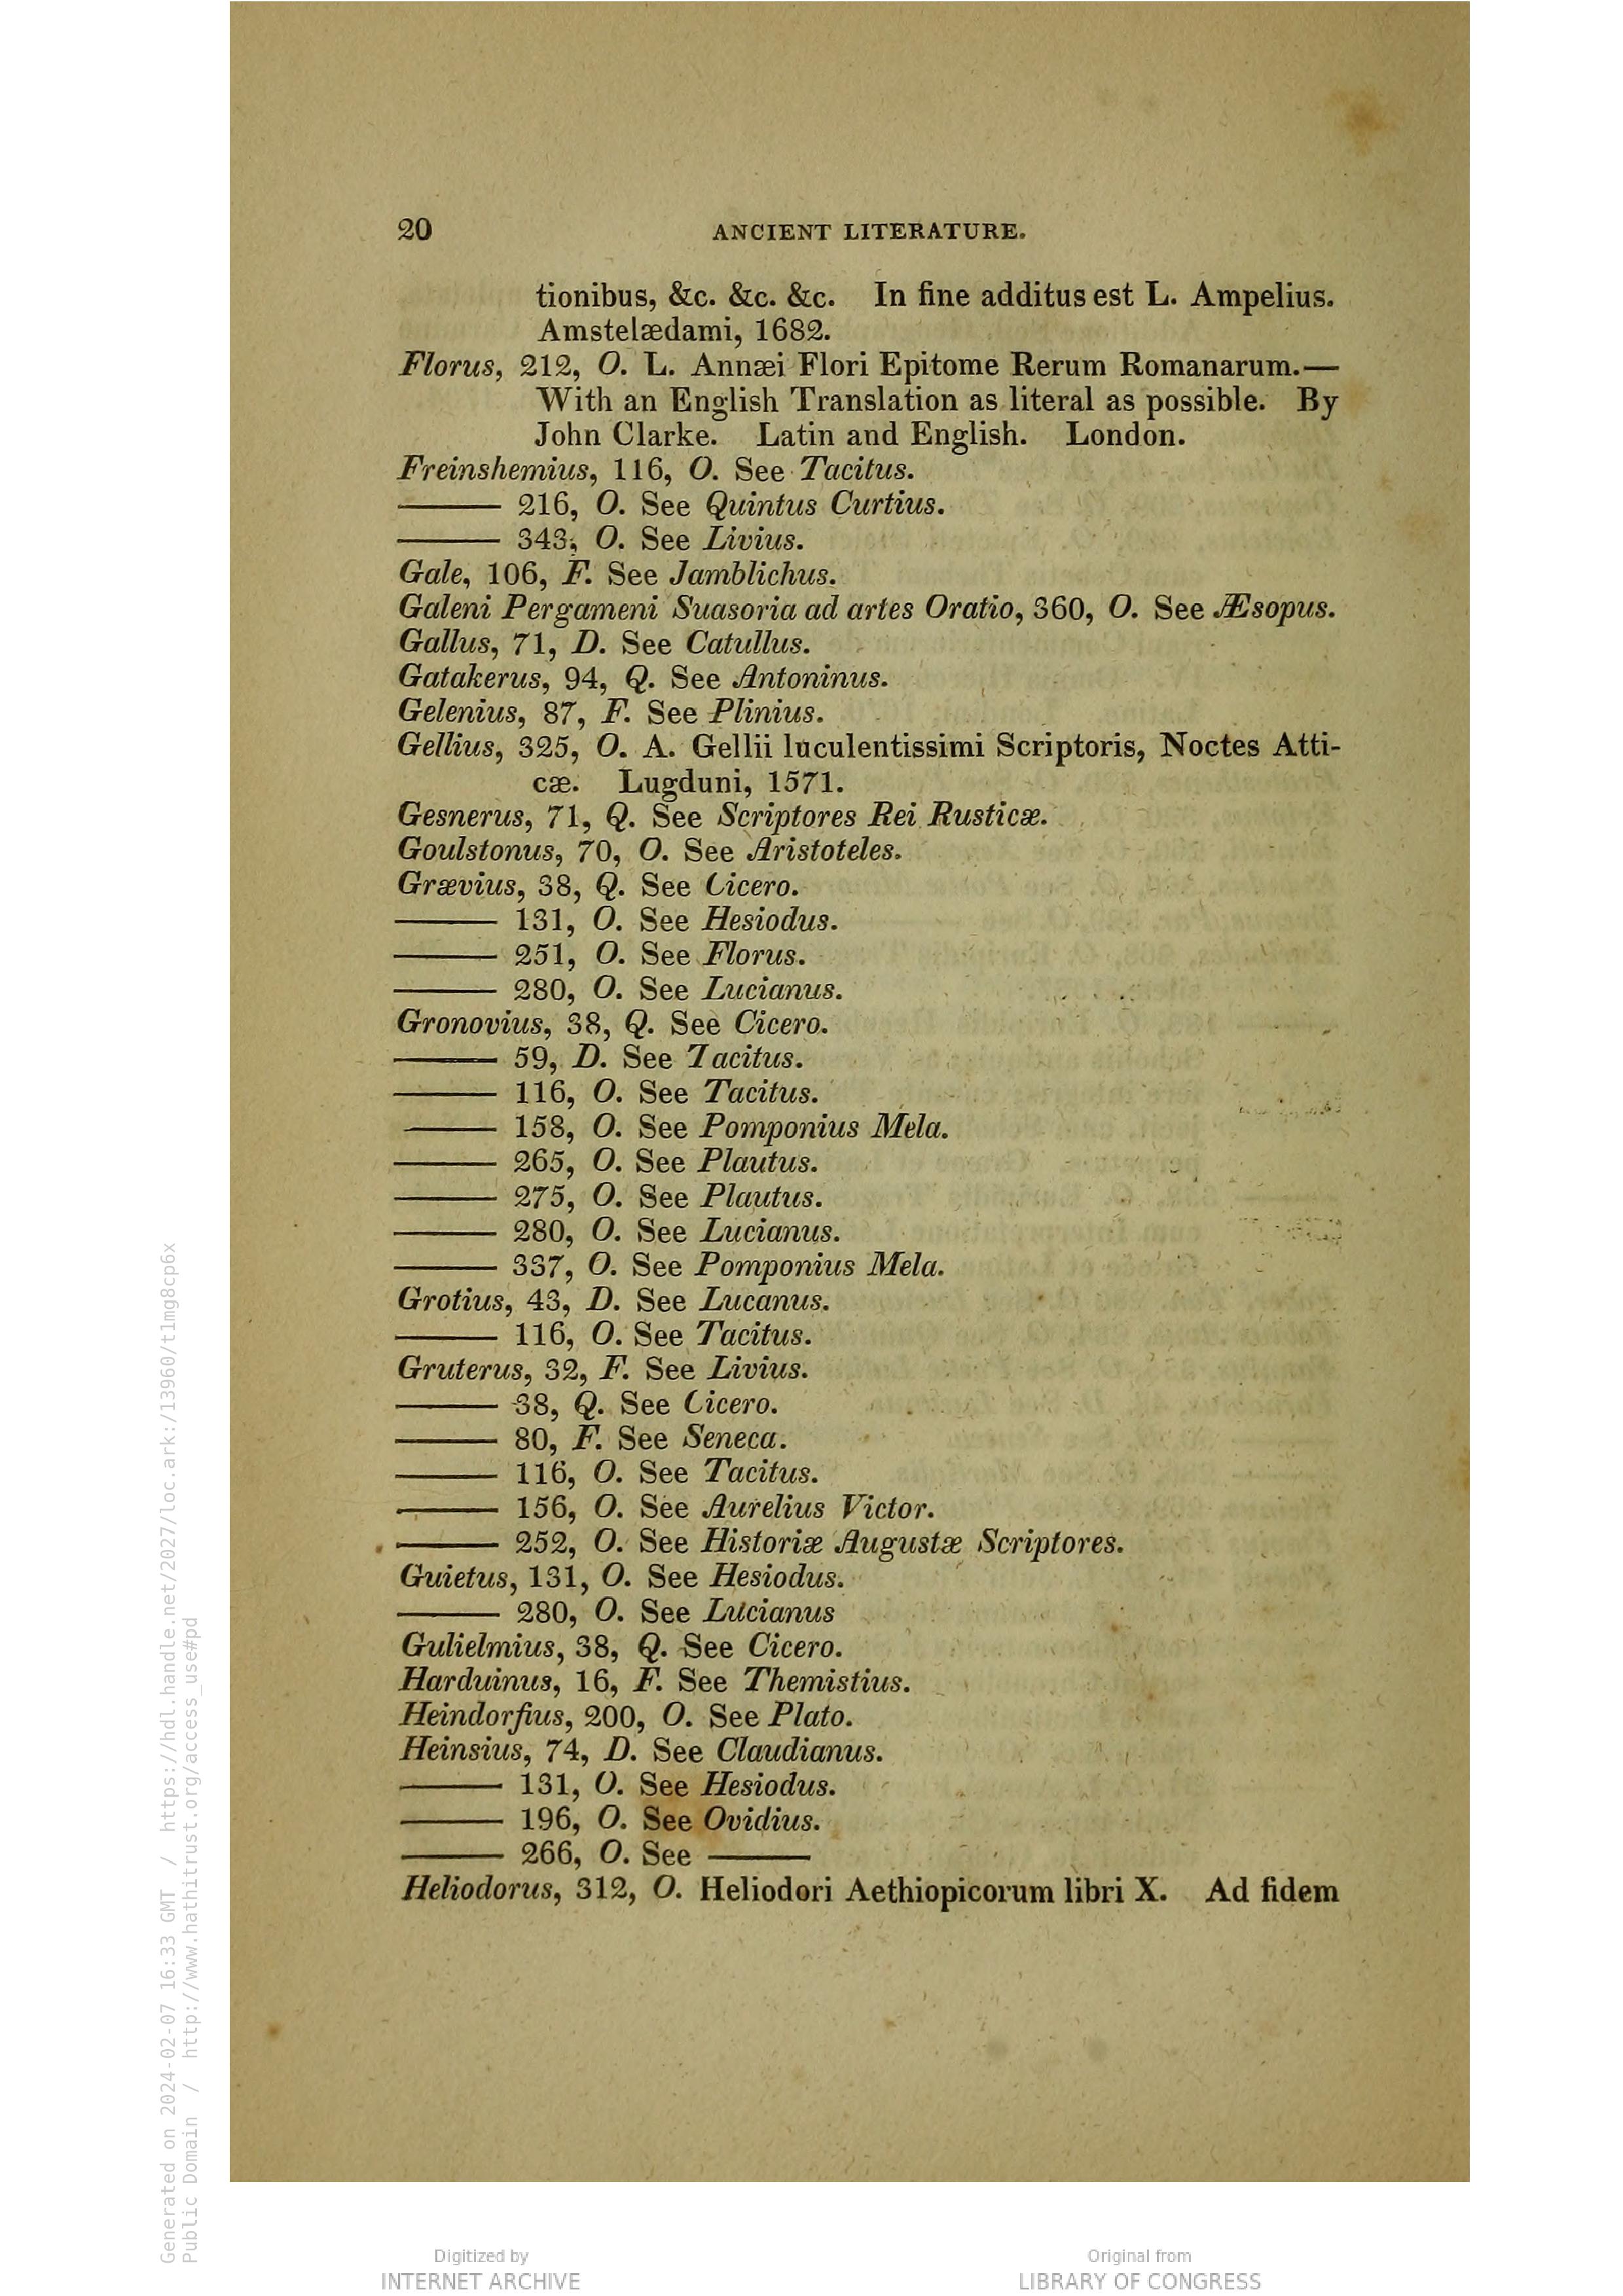 20 ANCIENT LITERATURE.
tionibus, &c. &c. &c. In fine additus est L. Ampelius.
Amstelædami, 1682.
Florus, 212, O. L. Annæi Flori Epitome Rerum Romanarum.—
With an English Translation as literal as possible. By
John Clarke. Latin and English. London.
Freinshemius, 116, O. See Tacitus.
——— 216, O. See Quintus Curtius.
——— 343, O. See Livius.
Gale, 106, F. See Jamblichus.
Galeni Pergameni Suasoria ad artes Oratio, 360, O. See Æsopus.
Gallus, 71, D. See Catullus.
Gatakerus, 94, Q. See Antoninus.
Gelenius, 87, F. See Plinius.
Gellius, 325, O. A. Gellii luculentissimi Scriptoris, Noctes Atti-
cæ. Lugduni, 1571.
Gesnerus, 71, Q. See Scriptores Rei Rusticæ.
Goulstonus, 70, O. See Aristoteles.
Grævius, 38, Q. See Cicero.
——— 131, O. See Hesiodus.
——— 251, O. See Florus.
——— 280, O. See Lucianus.
Gronovius, 38, Q. See Cicero.
——— 59, D. See Tacitus.
——— 116, O. See Tacitus.
——— 158, O. See Pomponius Mela.
——— 265, O. See Plautus.
——— 275, O. See Plautus.
——— 280, O. See Lucianus.
——— 337, O. See Pomponius Mela.
Grotius, 43, D. See Lucanus.
——— 116, O. See Tacitus.
Gruterus, 32, F. See Livius.
——— 38, Q. See Cicero.
——— 80, F. See Seneca.
——— 116, O. See Tacitus.
——— 156, O. See Aurelius Victor.
——— 252, O. See Historiæ Augustæ Scriptores.
Guietus, 131, O. See Hesiodus.
——— 280, O. See Lucianus
Gulielmius, 38, Q. See Cicero.
Harduinus, 16, F. See Themistius.
Heindorfius, 200, O. See Plato.
Heinsius, 74, D. See Claudianus.
——— 131, O. See Hesiodus.
——— 196, O. See Ovidius.
——— 266, O. See ———
Heliodorus, 312, O. Heliodori Aethiopicorum libri X. Ad fidem
Generated on 2024-02-07 16:33 GMT / https://hdl.handle.net/2027/loc.ark:/13960/t1mg8cp6x
Public Domain / http://www.hathitrust.org/access_use#pd
Digitized by
INTERNET ARCHIVE
Original from
LIBRARY OF CONGRESS